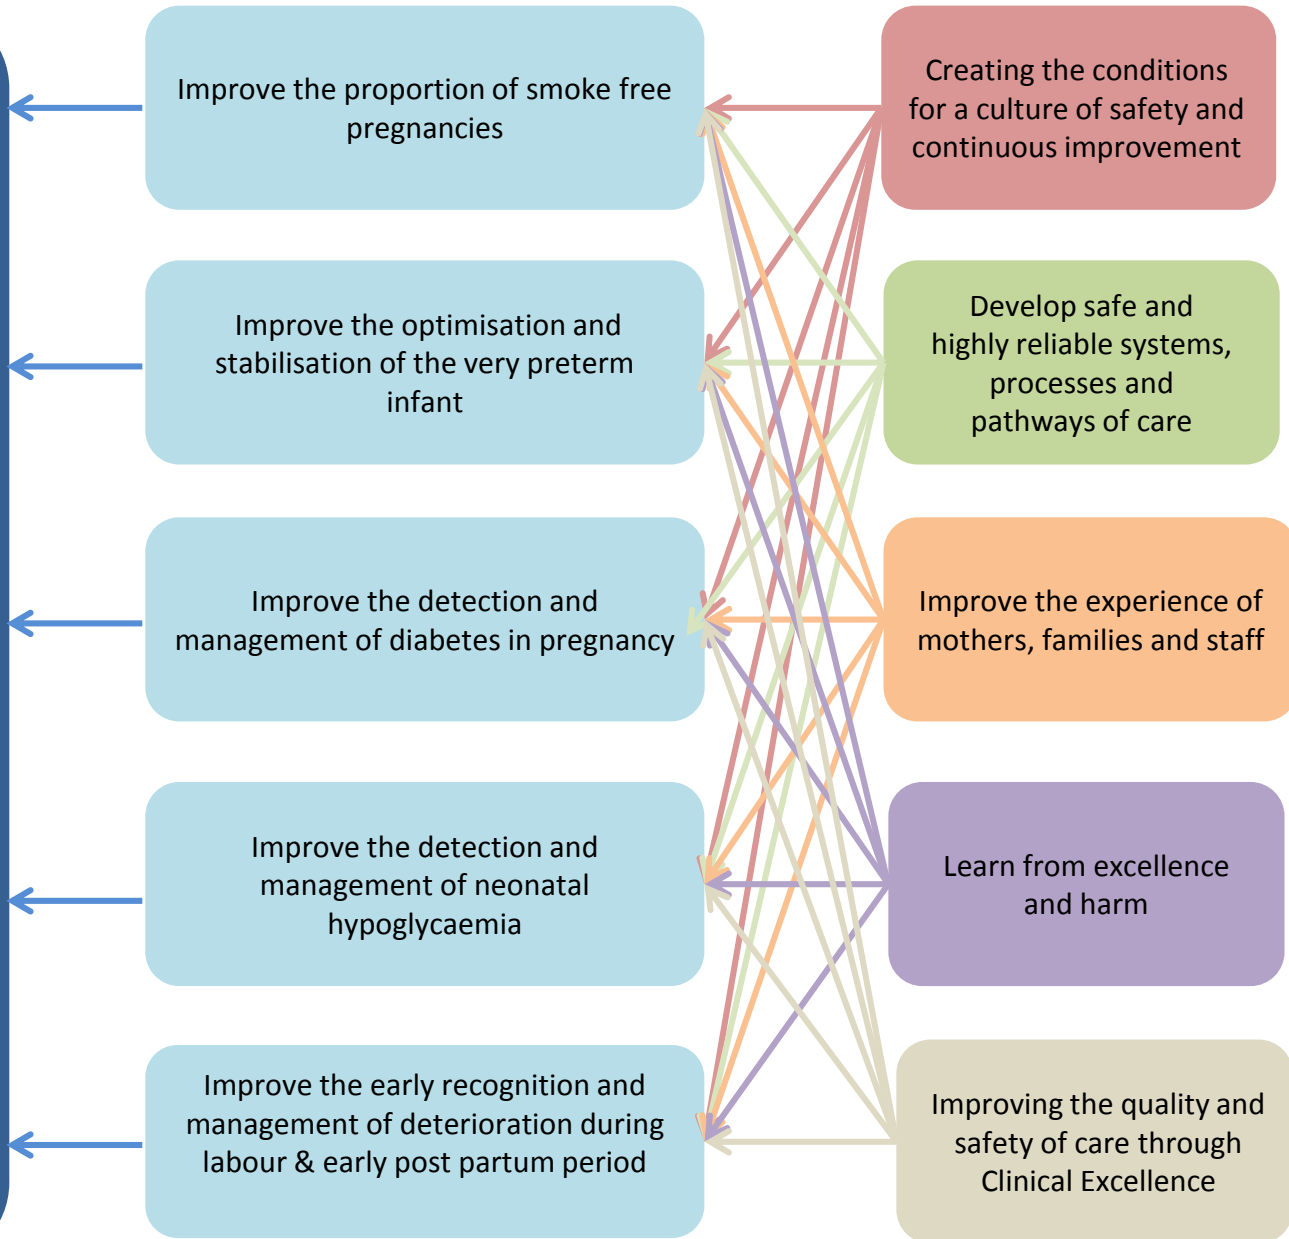 Improve the proportion of smoke free
pregnancies
Improve the optimisation and
stabilisation of the very preterm
infant
Improve the detection and
management of diabetes in pregnancy
Improve the detection and
management of neonatal
hypoglycaemia
Improve the early recognition and
management of deterioration during
labour & early post partum period
Creating the conditions
for a culture of safety and
continuous improvement
Develop safe and
highly reliable systems,
processes and
pathways of care
Improve the experience of
mothers, families and staff
Learn from excellence
and harm
Improving the quality and
safety of care through
Clinical Excellence